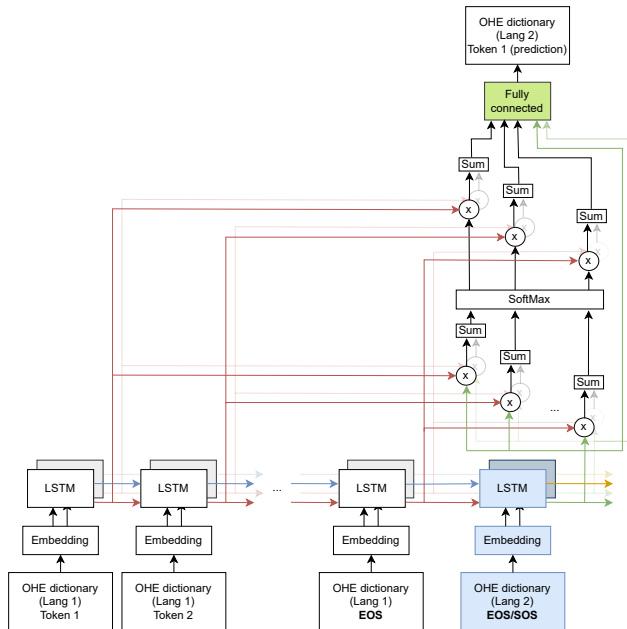 OHE dictionary
(Lang 2)
Token 1 (prediction)
Fully
connected
Sum
Sum
Sum
x
x
x
SoftMax
Sum
Sum
Sum
x
x
...
x
LSTM
LSTM
...
LSTM
LSTM
Embedding
Embedding
Embedding
Embedding
OHE dictionary
(Lang 1)
Token 1
OHE dictionary
(Lang 1)
Token 2
OHE dictionary
(Lang 1)
EOS
OHE dictionary
(Lang 2)
EOS/SOS